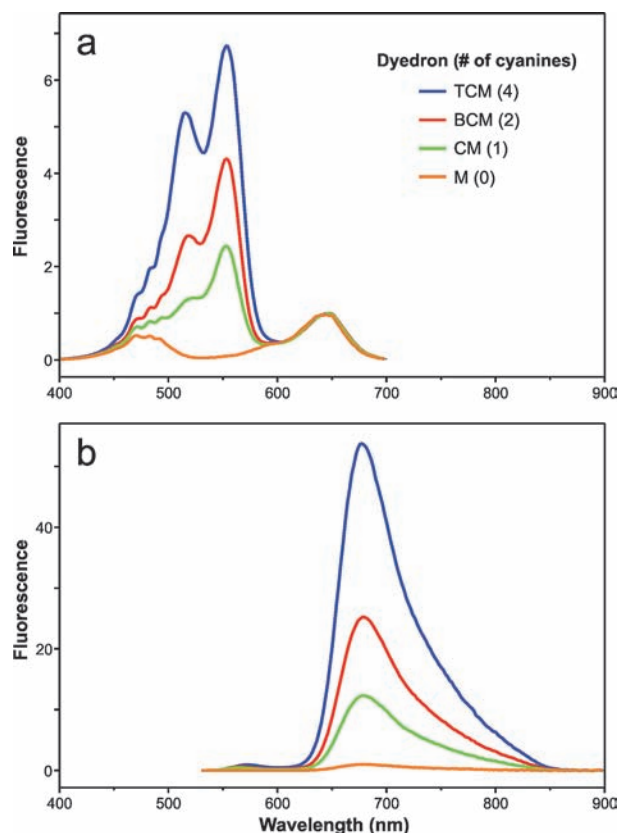 a
Dyedron (# of cyanines)
TCM (4)
BCM (2)
CM (1)
M (0)
Fluorescence
6
4
2
0
400 500 600 700 800 900
b
Fluorescence
40
20
0
400 500 600 700 800 900
Wavelength (nm)